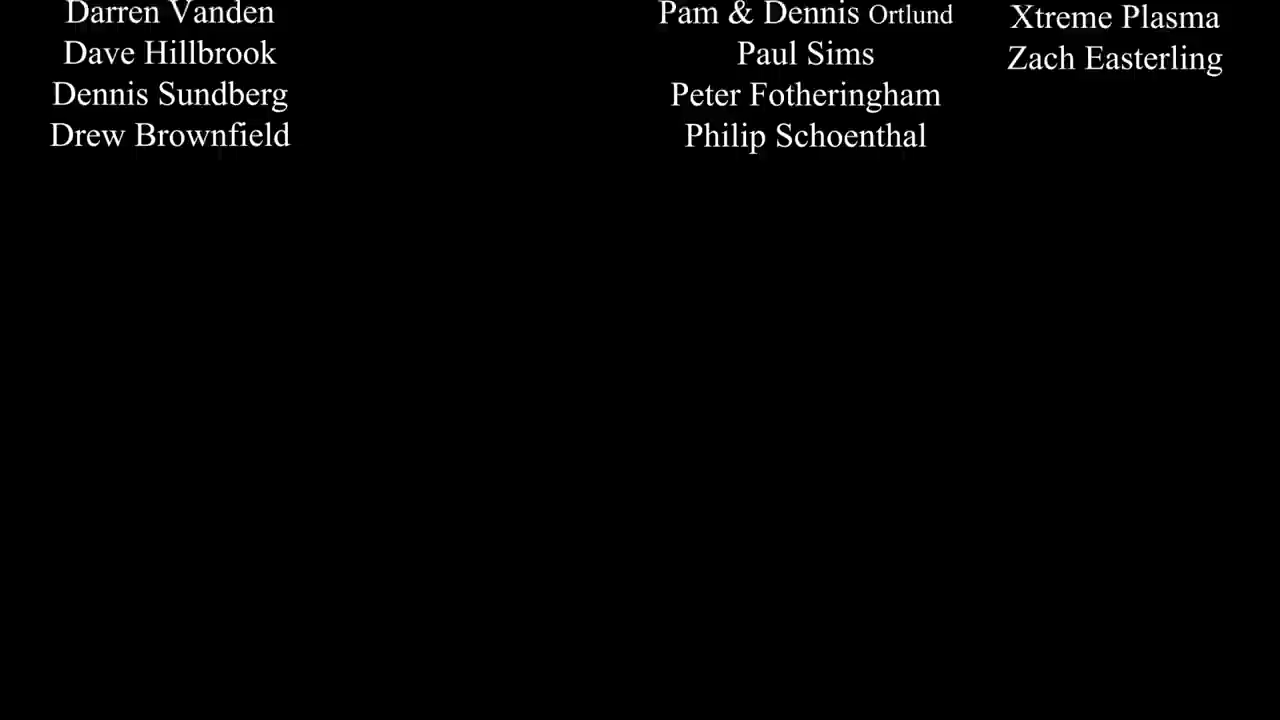 Darren Vanden
Dave Hillbrook
Dennis Sundberg
Drew Brownfield
Pam & Dennis Ortlund
Paul Sims
Peter Fotheringham
Philip Schoenthal
Xtreme Plasma
Zach Easterling